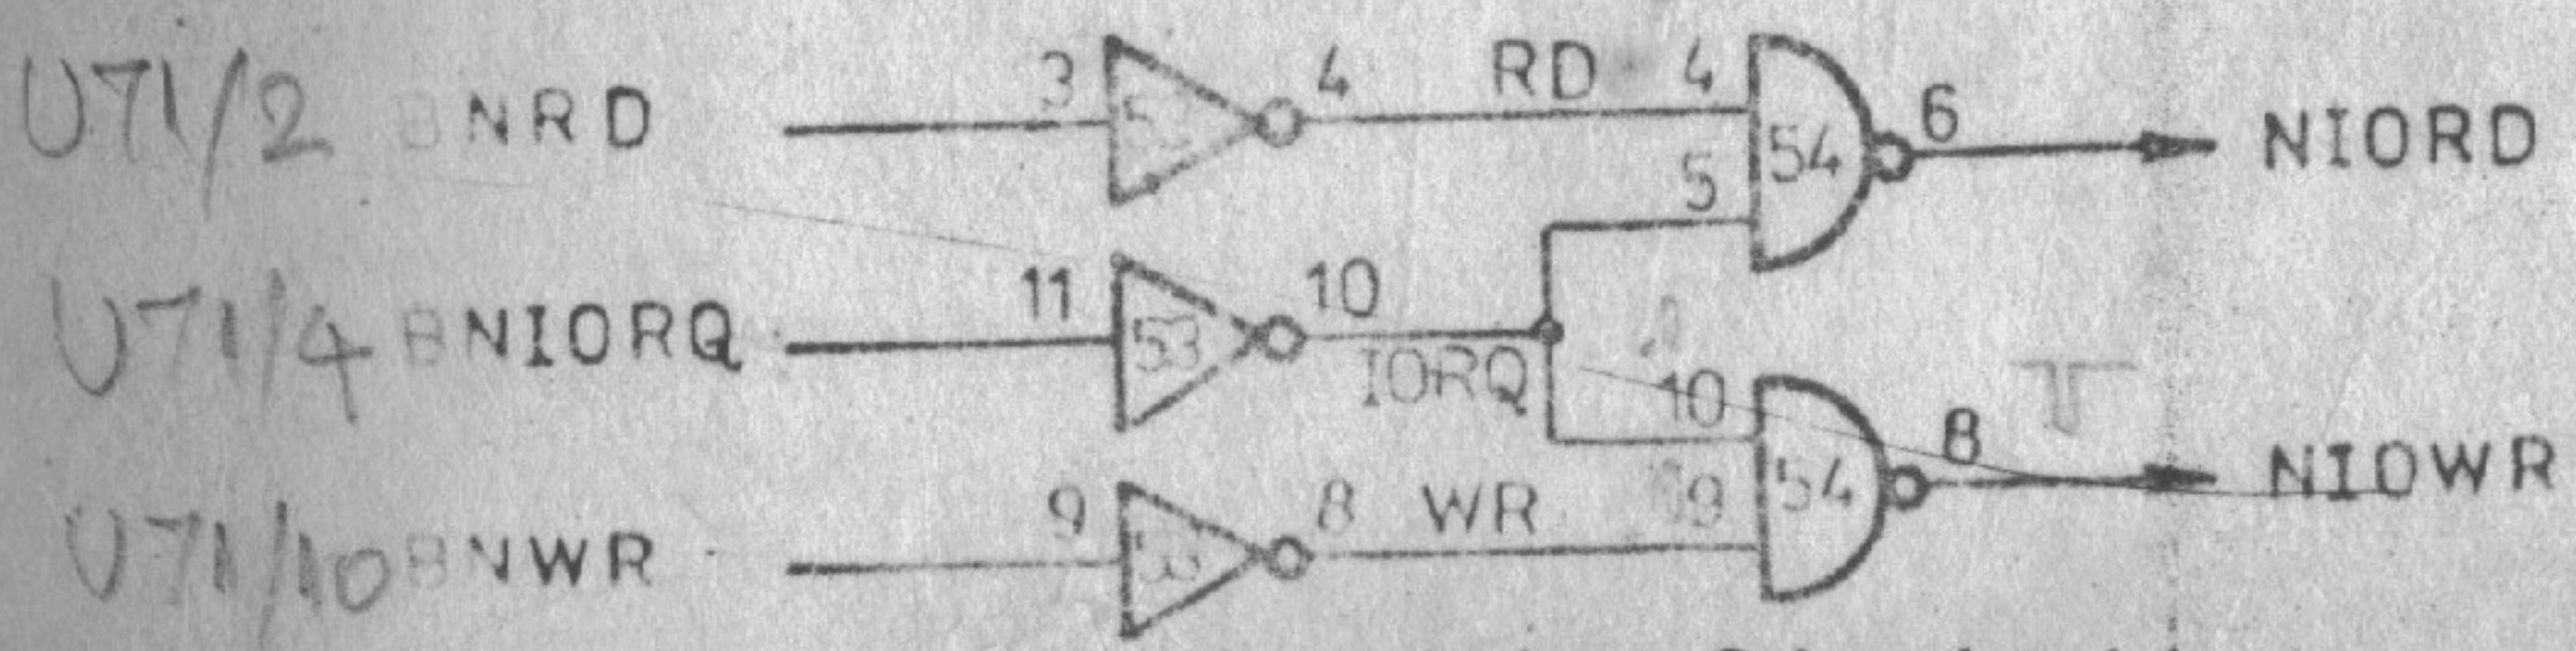 U71/2 BNRD 3 4 RD 4 54 6 NIORD
5
U71/4 BNIORQ 11 53 10 IORQ
10 54 8 NIOWR
U71/10 BNWR 9 53 8 WR 9